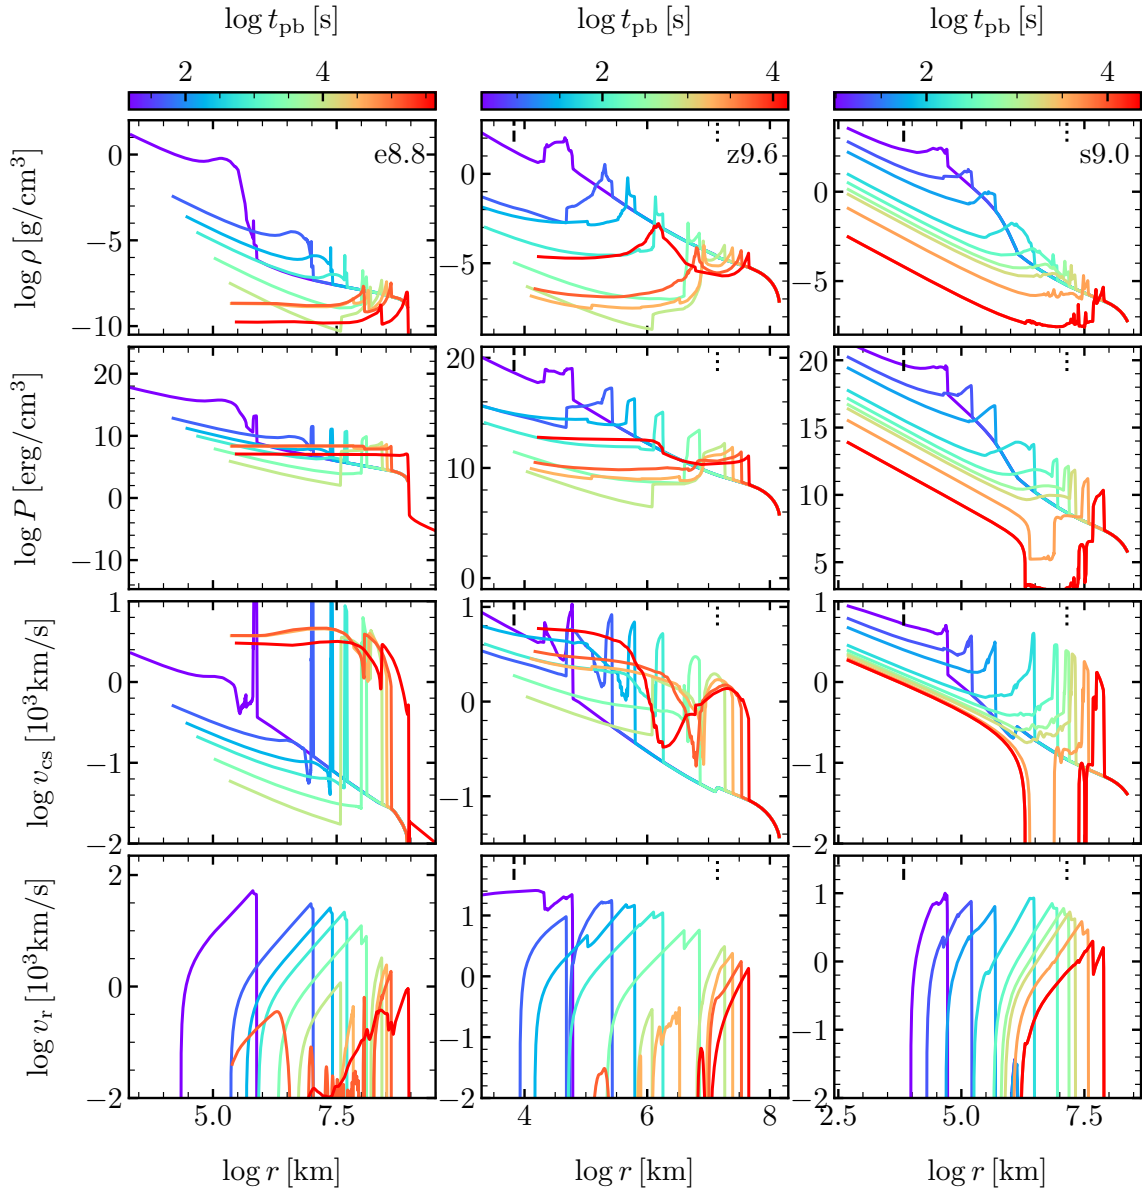 log t_pb [s] log t_pb [s] log t_pb [s]
2 4 2 4 2 4
e8.8 z9.6 s9.0
log ρ [g/cm³]
0 −5 −10
0 −5
0 −5
log P [erg/cm³]
20 10 0 −10
20 10 0
20 15 10 5
log v_cs [10³km/s]
1 0 −1 −2
1 0 −1
1 0 −1 −2
log v_r [10³km/s]
2 0 −2
1 0 −1 −2
1 0 −1 −2
5.0 7.5 4 6 8 2.5 5.0 7.5
log r [km] log r [km] log r [km]